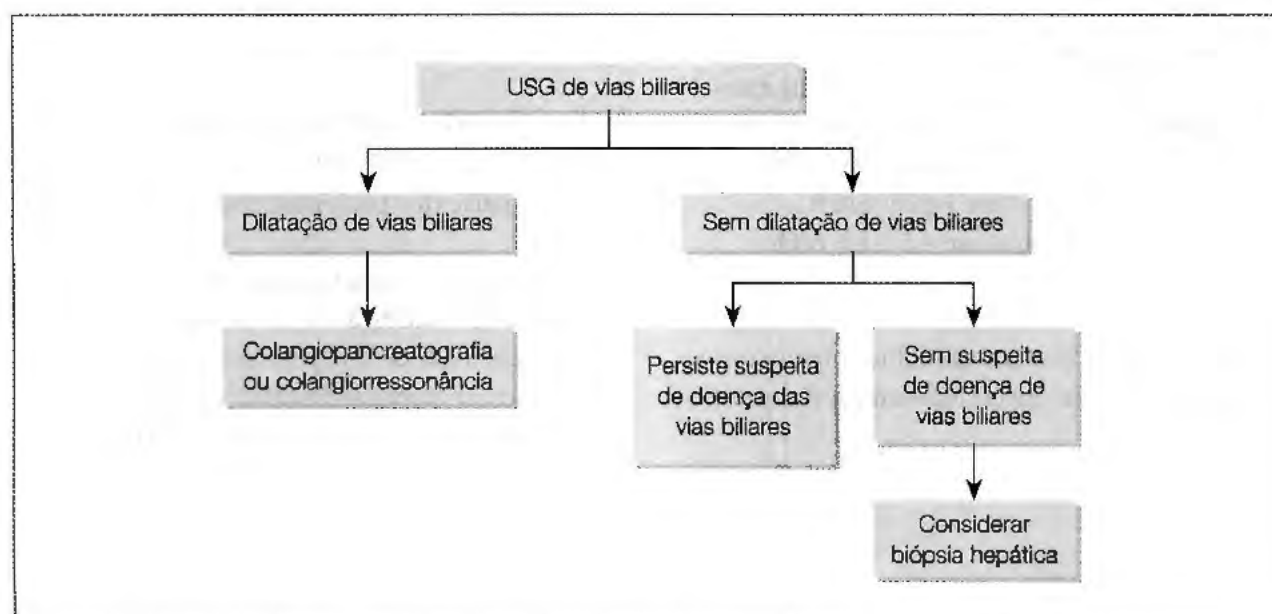 USG de vias biliares
Dilatação de vias biliares
Sem dilatação de vias biliares
Colangiopancreatografia
ou colangiorressonância
Persiste suspeita
de doença das
vias biliares
Sem suspeita
de doença de
vias biliares
Considerar
biópsia hepática